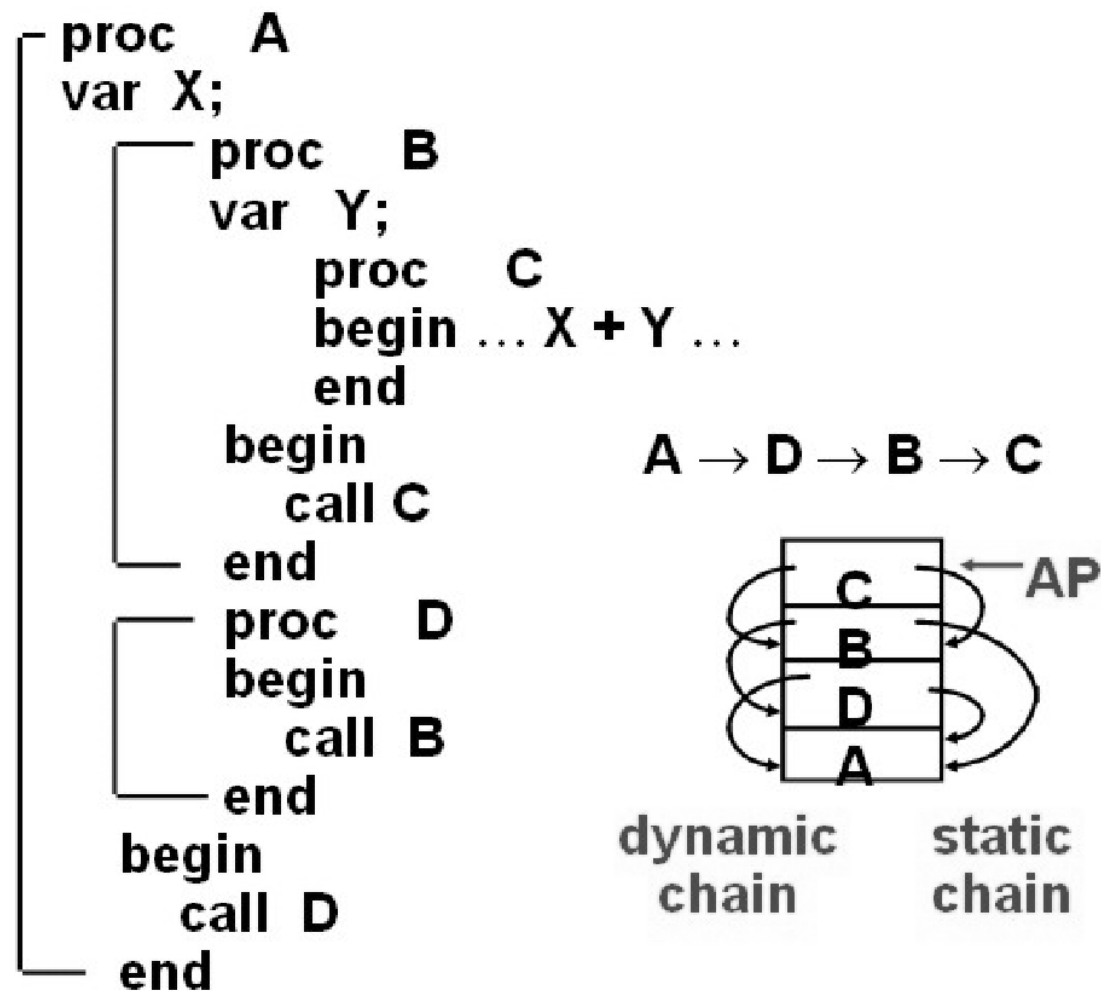 proc A
var X;
proc B
var Y;
proc C
begin ... X + Y ...
end
begin
call C
end
proc D
begin
call B
end
begin
call D
end
A → D → B → C
C
B
D
A
AP
dynamic
chain
static
chain